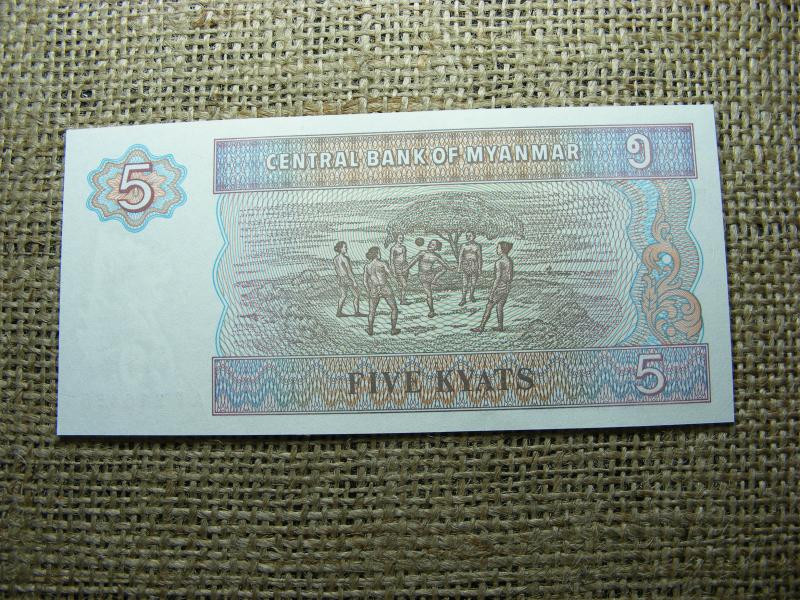 CENTRAL BANK OF MYANMAR ၅
5
FIVE KYATS 5